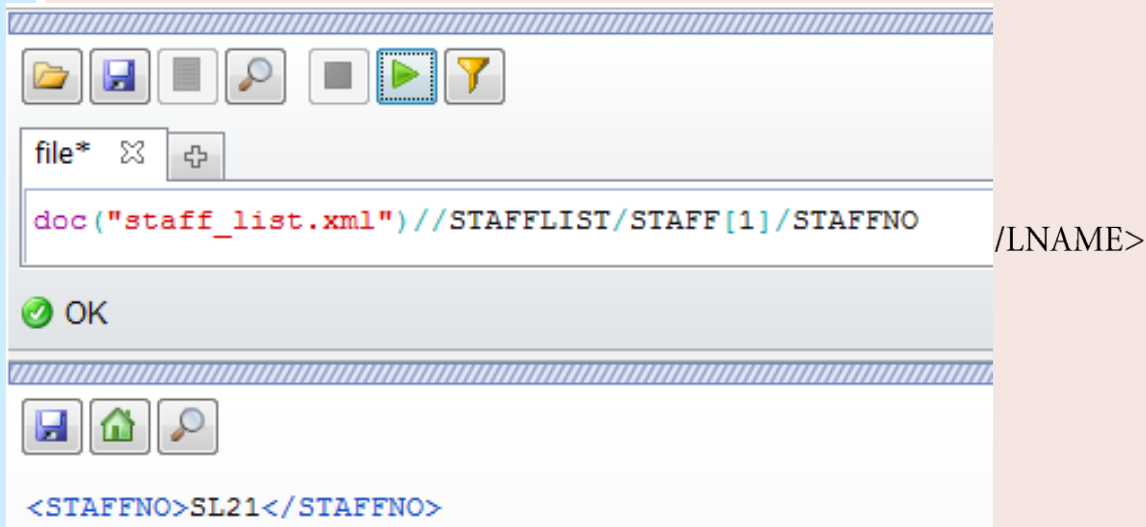 file*
doc("staff_list.xml")//STAFFLIST/STAFF[1]/STAFFNO
/LNAME>
OK
<STAFFNO>SL21</STAFFNO>